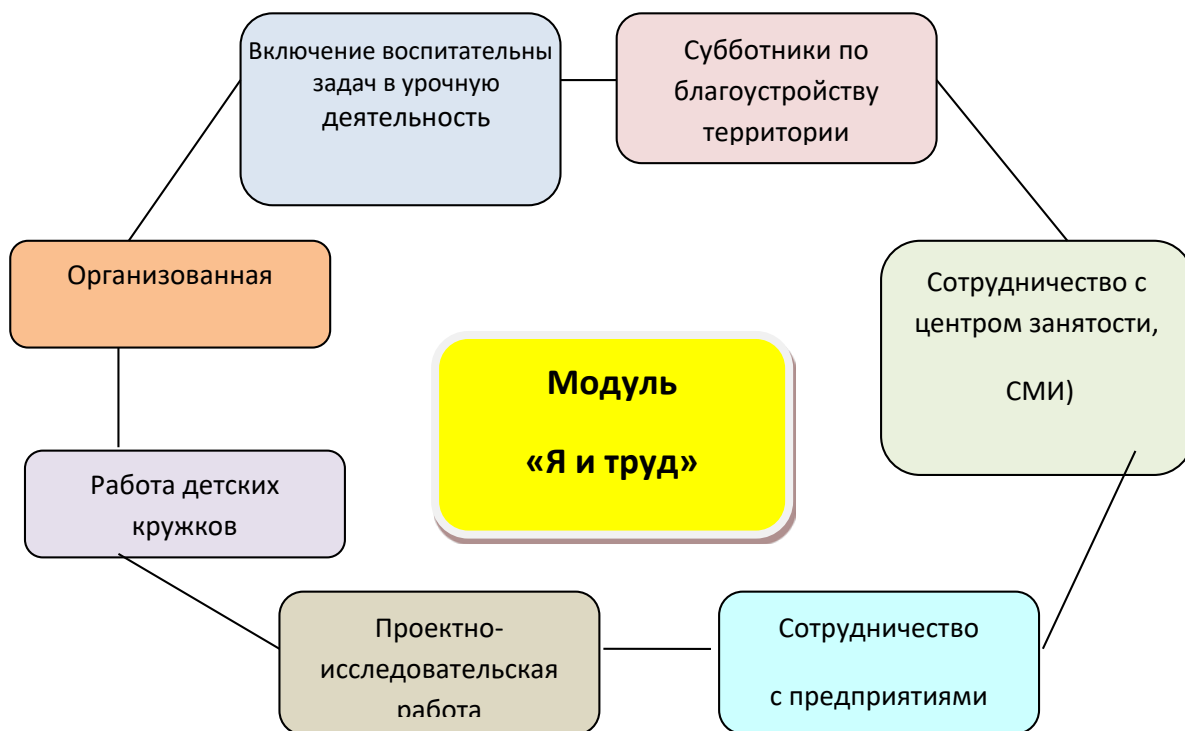 Включение воспитательны
задач в урочную
деятельность
Субботники по
благоустройству
территории
Организованная
Сотрудничество с
центром занятости,
СМИ)
Модуль
«Я и труд»
Работа детских
кружков
Проектно-
исследовательская
работа
Сотрудничество
с предприятиями